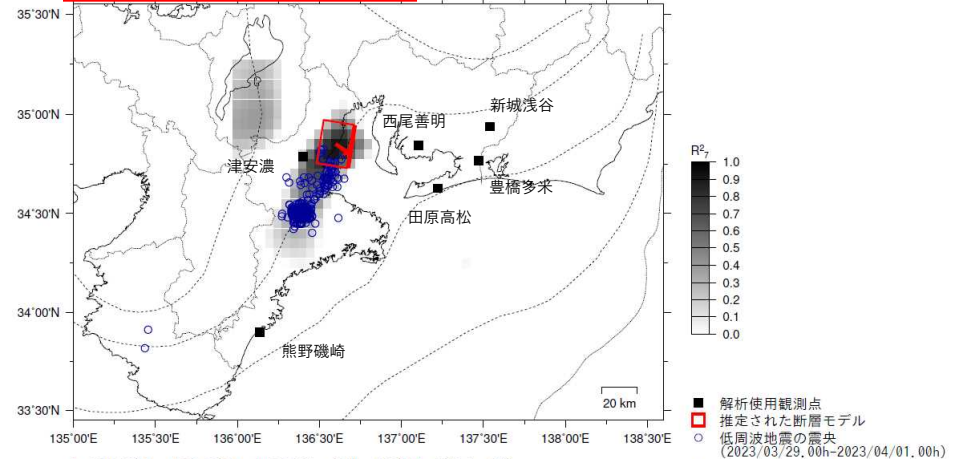 35°30'N
35°00'N
34°30'N
34°00'N
33°30'N
135°00'E
135°30'E
136°00'E
136°30'E
137°00'E
137°30'E
138°00'E
138°30'E
新城浅谷
西尾善明
津安濃
豊橋多米
田原高松
熊野磯崎
20 km
R²₇
1.0
0.9
0.8
0.7
0.6
0.5
0.4
0.3
0.2
0.1
0.0
解析使用観測点
推定された断層モデル
低周波地震の震央
(2023/03/29.00h-2023/04/01.00h)